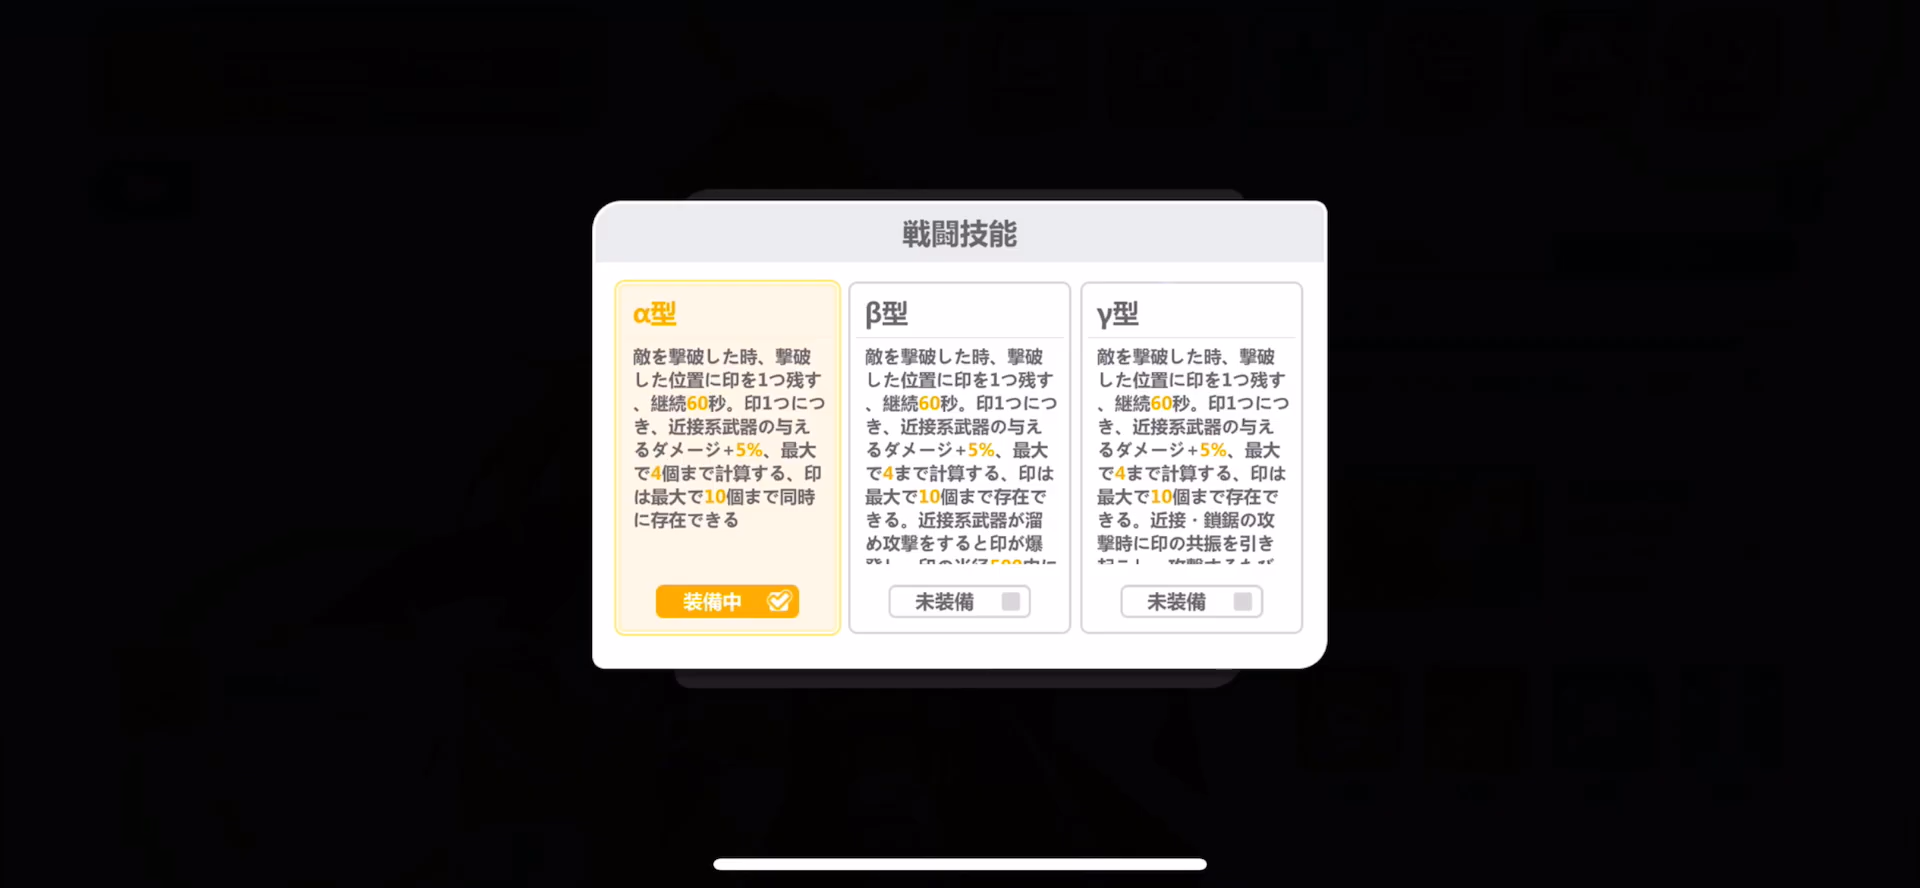 戦闘技能
α型
敵を撃破した時、撃破
した位置に印を1つ残す
、継続60秒。印1つにつ
き、近接系武器の与え
るダメージ+5%、最大
で4個まで計算する、印
は最大で10個まで同時
に存在できる
装備中
β型
敵を撃破した時、撃破
した位置に印を1つ残す
、継続60秒。印1つにつ
き、近接系武器の与え
るダメージ+5%、最大
で4まで計算する、印は
最大で10個まで存在で
きる。近接系武器が溜
め攻撃をすると印が爆
未装備
γ型
敵を撃破した時、撃破
した位置に印を1つ残す
、継続60秒。印1つにつ
き、近接系武器の与え
るダメージ+5%、最大
で4まで計算する、印は
最大で10個まで存在で
きる。近接・鎖鋸の攻
撃時に印の共振を引き
未装備